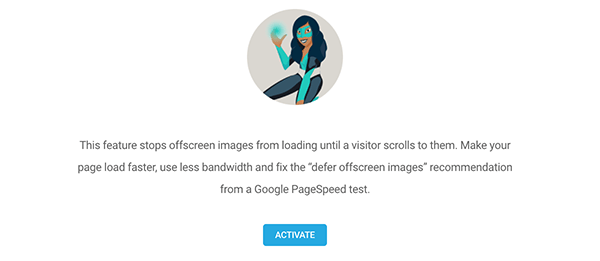 This feature stops offscreen images from loading until a visitor scrolls to them. Make your
page load faster, use less bandwidth and fix the “defer offscreen images” recommendation
from a Google PageSpeed test.
ACTIVATE